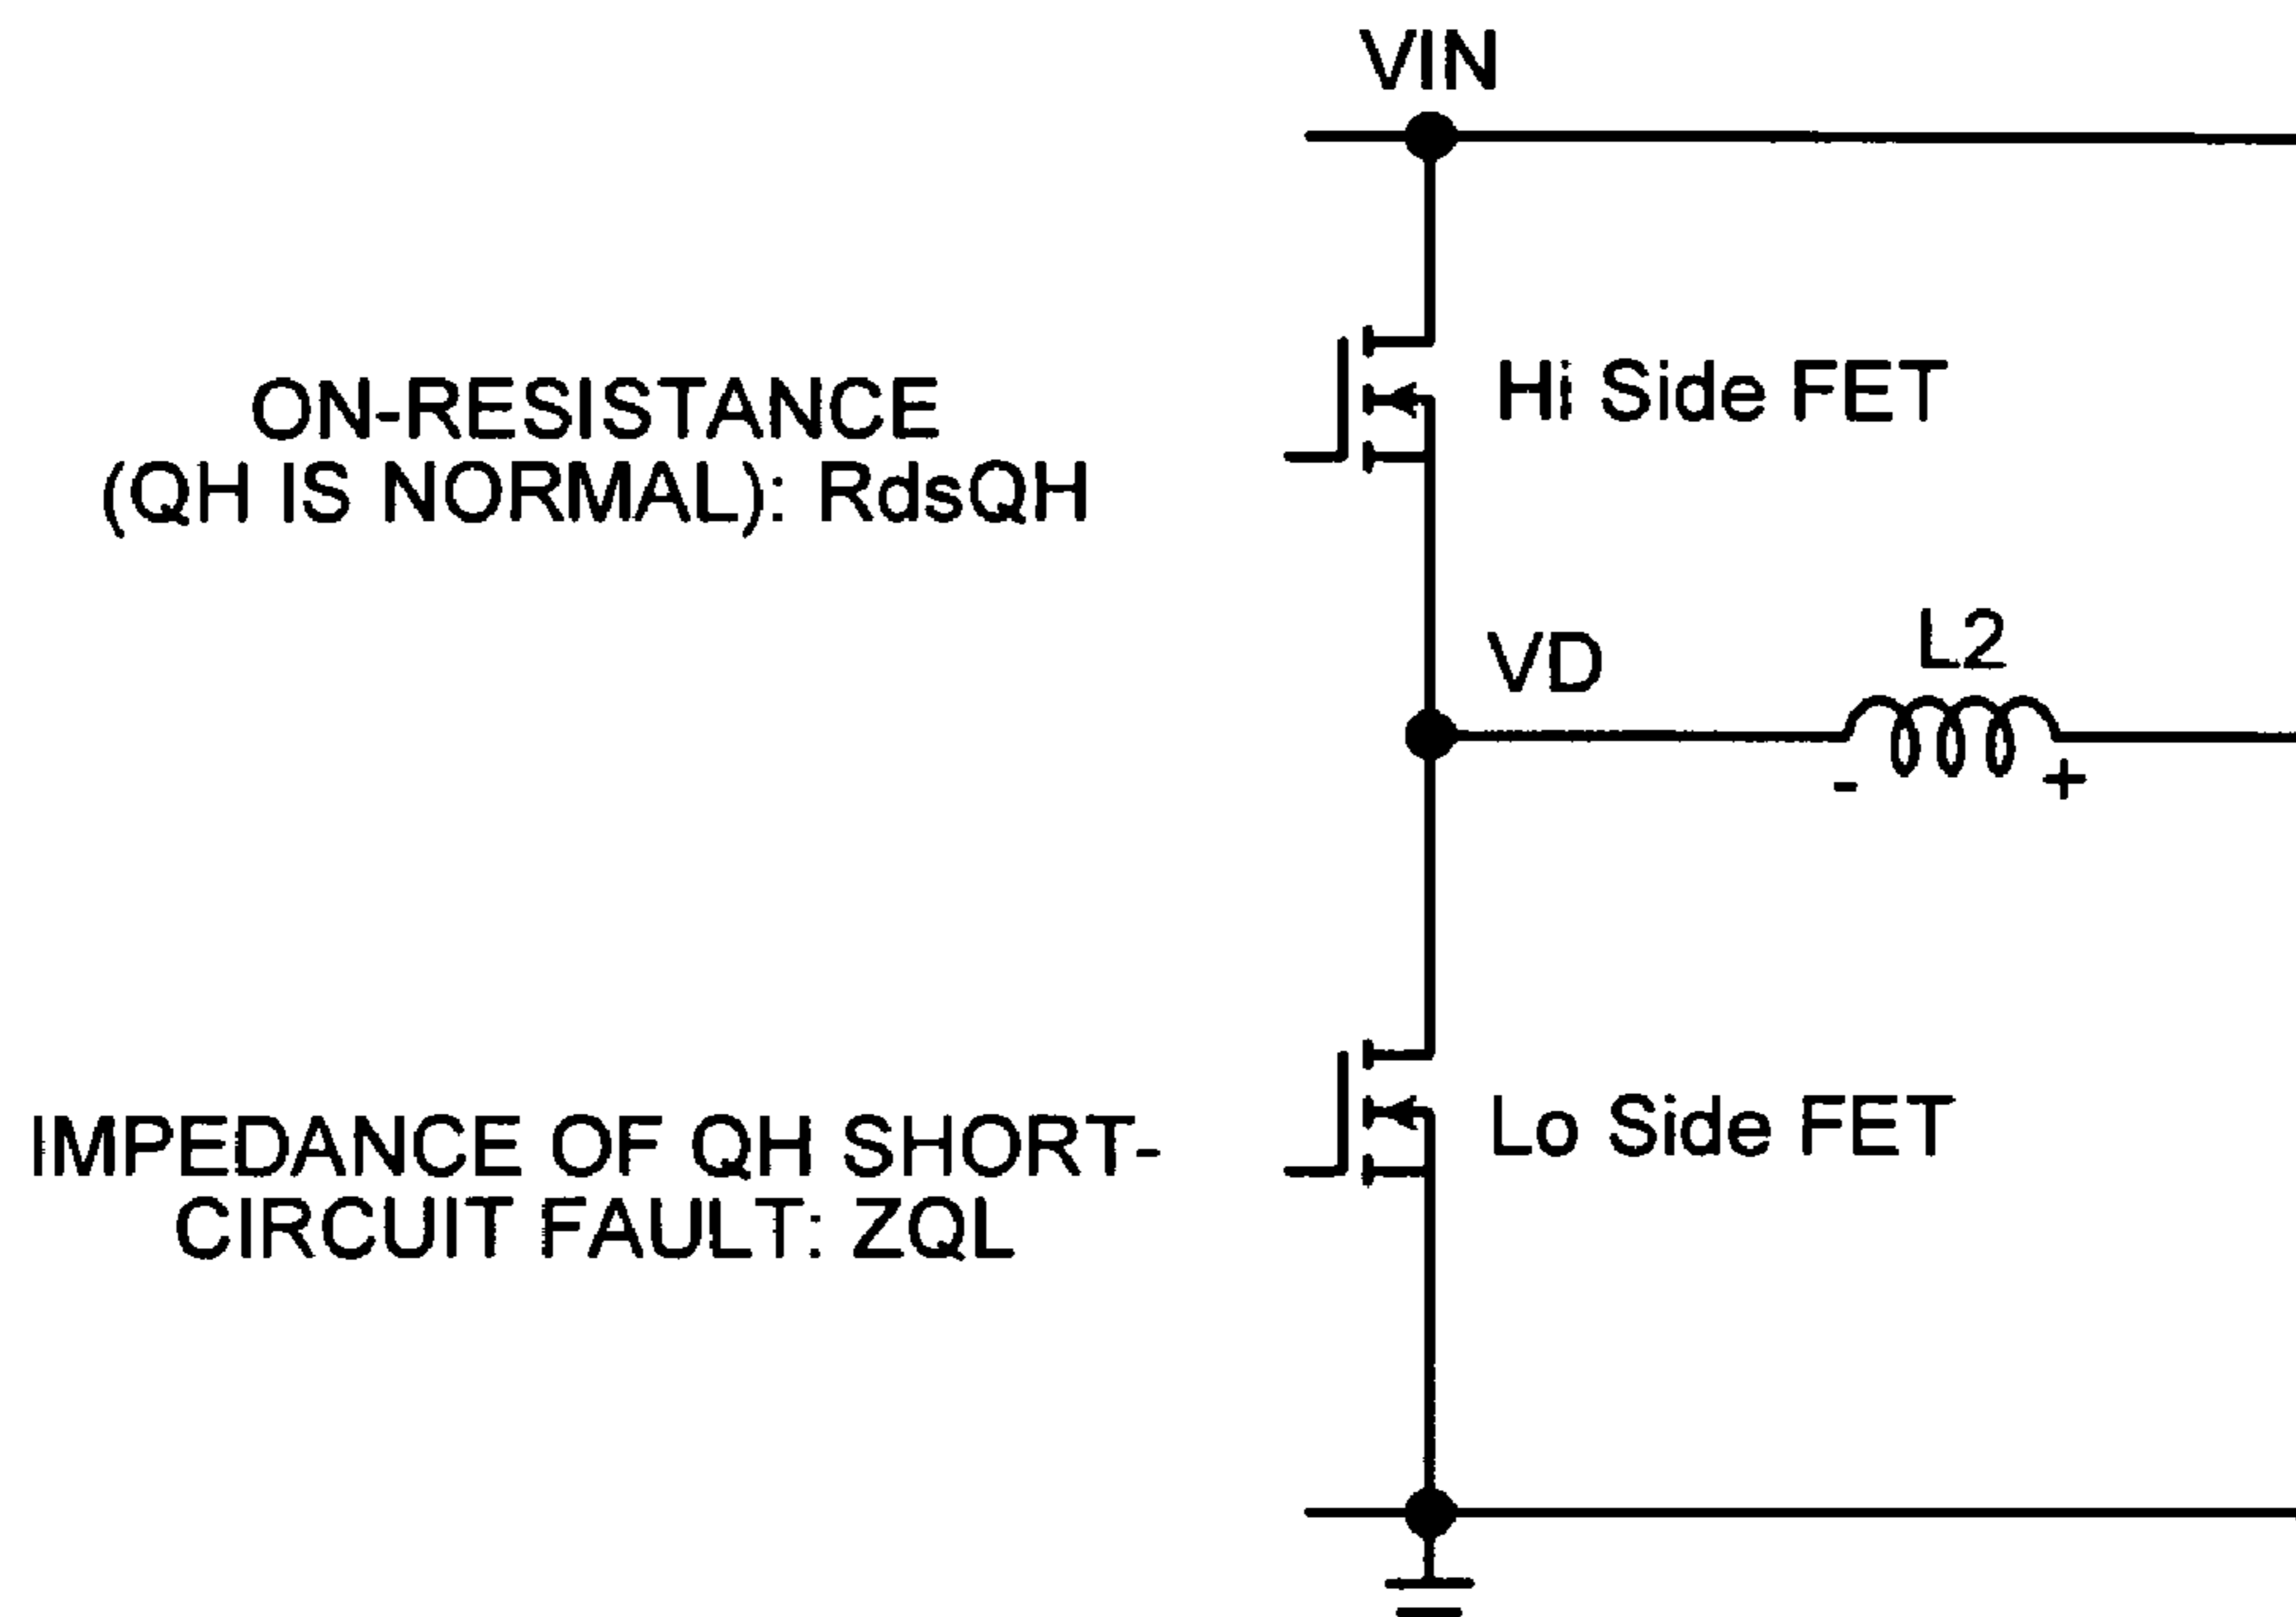 VIN
Hi Side FET
ON-RESISTANCE
(QH IS NORMAL): RdsQH
L2
VD
- +
Lo Side FET
IMPEDANCE OF QH SHORT-
CIRCUIT FAULT: ZQL